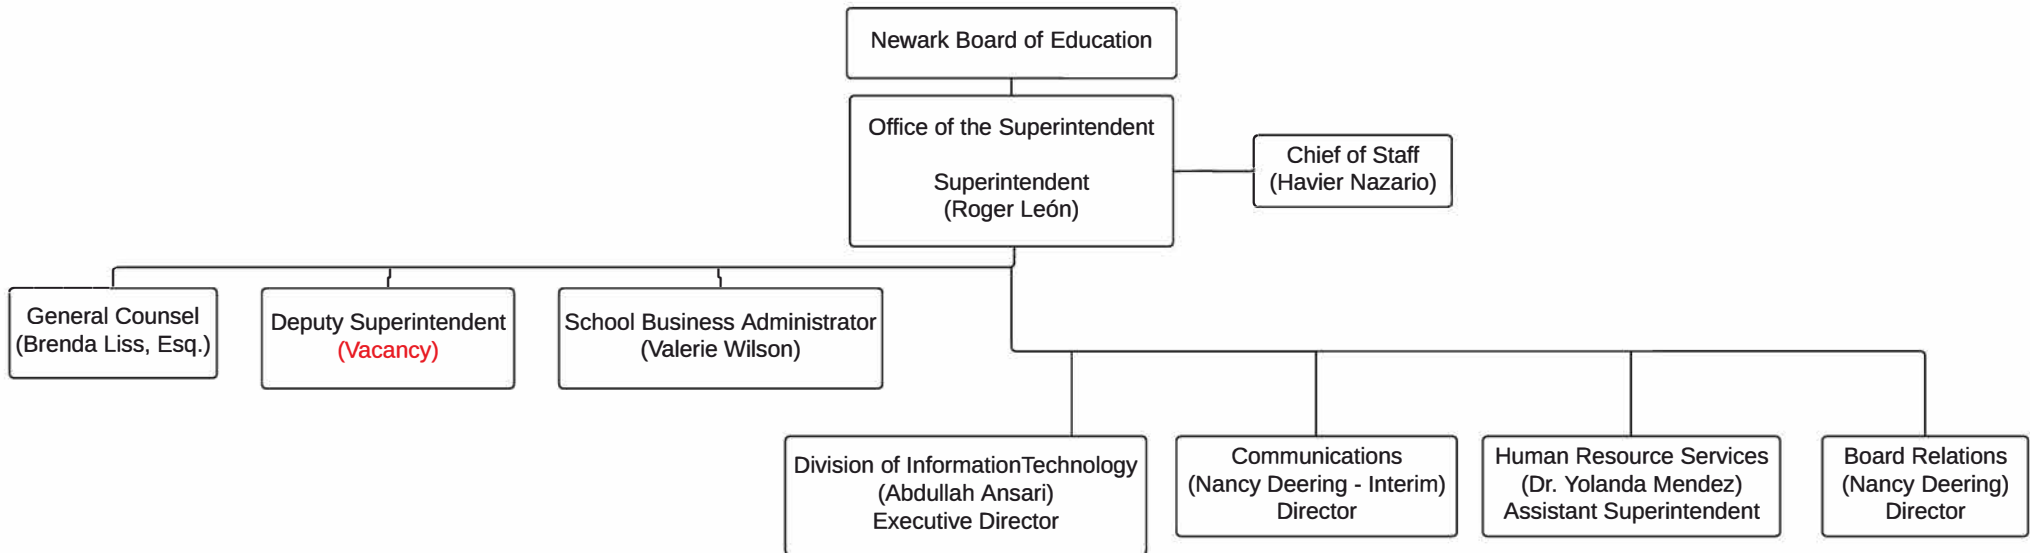 Newark Board of Education
Office of the Superintendent
Superintendent
(Roger León)
Chief of Staff
(Havier Nazario)
General Counsel
(Brenda Liss, Esq.)
Deputy Superintendent
(Vacancy)
School Business Administrator
(Valerie Wilson)
Division of InformationTechnology
(Abdullah Ansari)
Executive Director
Communications
(Nancy Deering - Interim)
Director
Human Resource Services
(Dr. Yolanda Mendez)
Assistant Superintendent
Board Relations
(Nancy Deering)
Director